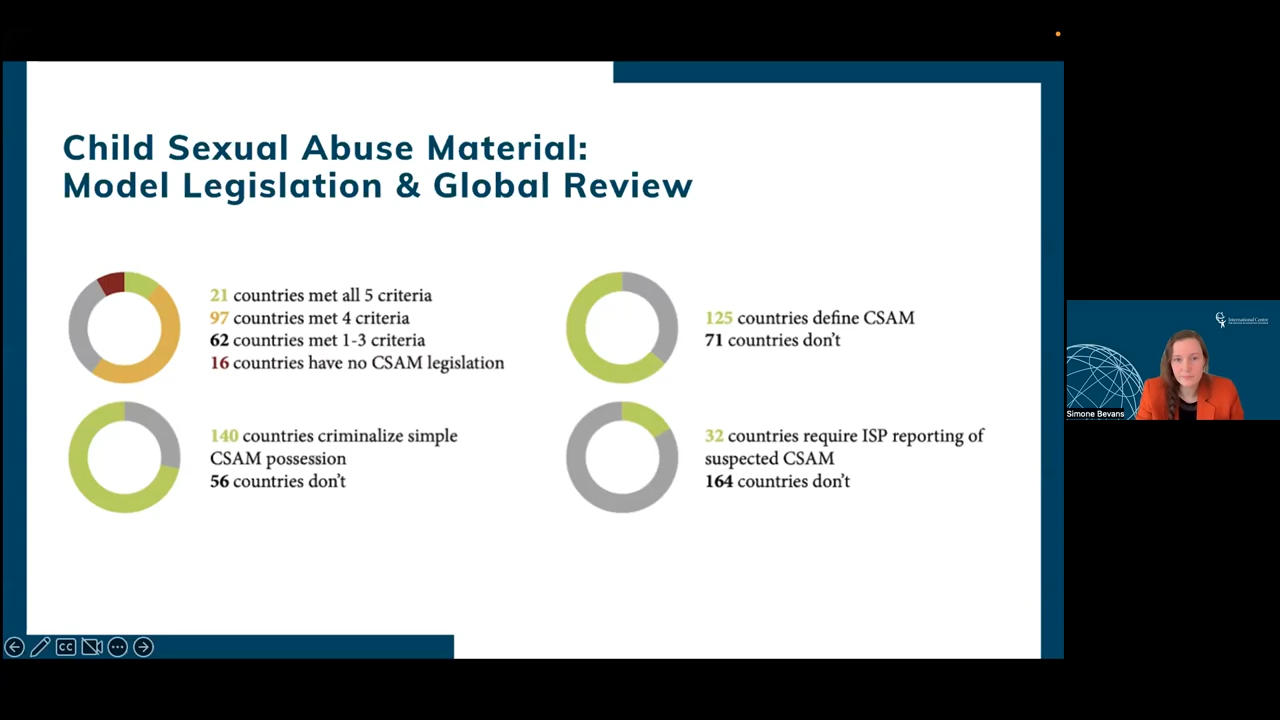 Child Sexual Abuse Material:
Model Legislation & Global Review
21 countries met all 5 criteria
97 countries met 4 criteria
62 countries met 1-3 criteria
16 countries have no CSAM legislation
125 countries define CSAM
71 countries don't
140 countries criminalize simple
CSAM possession
56 countries don't
32 countries require ISP reporting of
suspected CSAM
164 countries don't
CC
International Centre
Simone Bevans